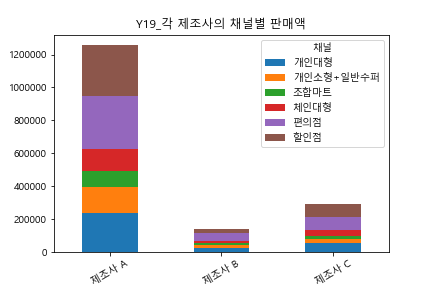 Y19_각 제조사의 채널별 판매액
1200000
1000000
800000
600000
400000
200000
0
채널
개인대형
개인소형+일반수퍼
조합마트
체인대형
편의점
할인점
제조사 A
제조사 B
제조사 C